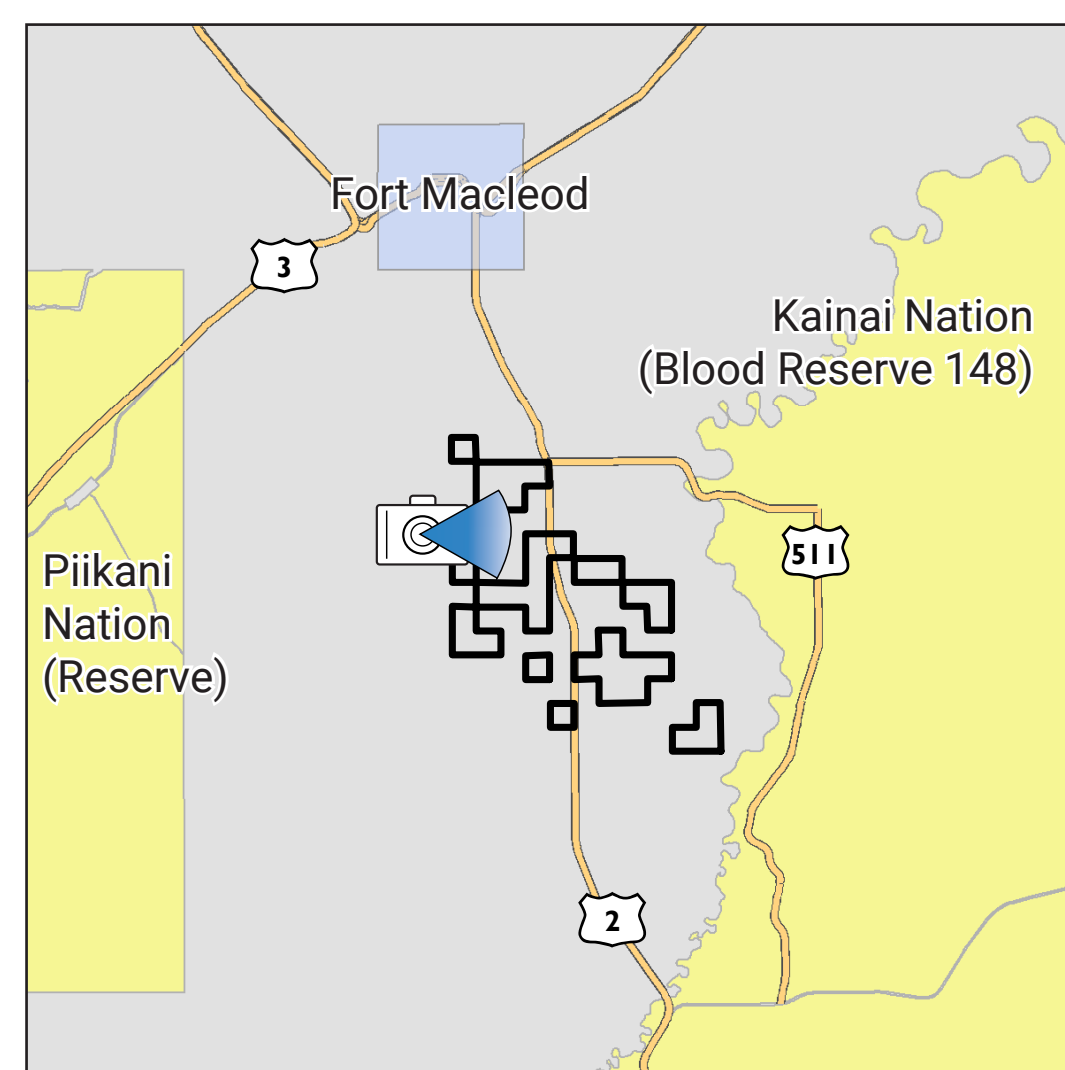 Fort Macleod
3
Kainai Nation
(Blood Reserve 148)
511
Piikani
Nation
(Reserve)
2